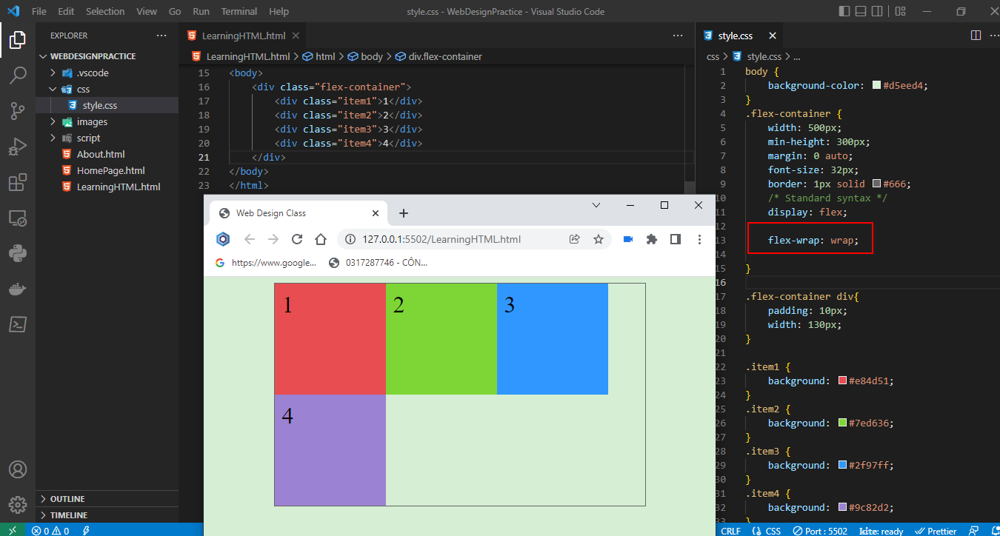 File Edit Selection View Go Run Terminal Help
style.css - WebDesignPractice - Visual Studio Code
EXPLORER
WEBDESIGNPRACTICE
.vscode
css
style.css
images
script
About.html
HomePage.html
LearningHTML.html
OUTLINE
TIMELINE
LearningHTML.html
LearningHTML.html > html > body > div.flex-container
15 <body>
16 <div class="flex-container">
17 <div class="item1">1</div>
18 <div class="item2">2</div>
19 <div class="item3">3</div>
20 <div class="item4">4</div>
21 </div>
22 </body>
23 </html>
Web Design Class
127.0.0.1:5502/LearningHTML.html
https://www.google... 0317287746 - CÔN...
1 2 3
4
style.css
css > style.css > ...
1 body {
2 background-color: #d5eed4;
3 }
4 .flex-container {
5 width: 500px;
6 min-height: 300px;
7 margin: 0 auto;
8 font-size: 32px;
9 border: 1px solid #666;
10 /* Standard syntax */
11 display: flex;
12
13 flex-wrap: wrap;
14
15 }
16
17 .flex-container div{
18 padding: 10px;
19 width: 130px;
20 }
21
22 .item1 {
23 background: #e84d51;
24 }
25 .item2 {
26 background: #7ed636;
27 }
28 .item3 {
29 background: #2f97ff;
30 }
31 .item4 {
32 background: #9c82d2;
33 }
0 0
CRLF {} CSS Port : 5502 kite: ready Prettier